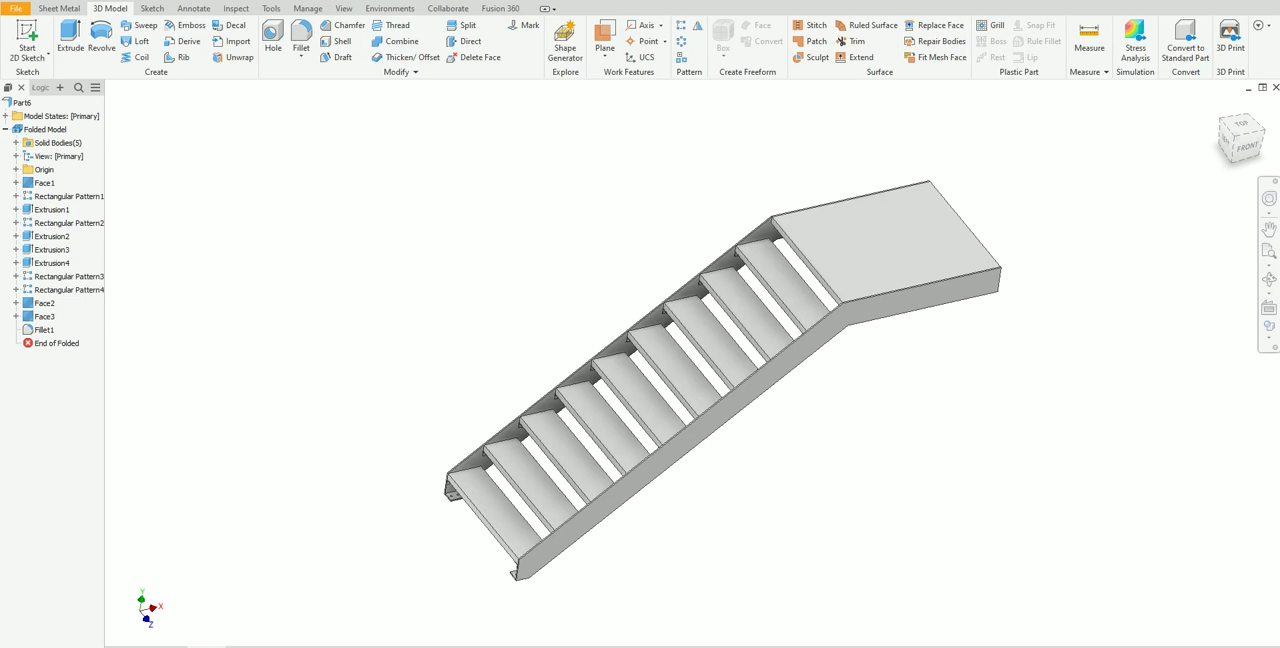 File Sheet Metal 3D Model Sketch Annotate Inspect Tools Manage View Environments Collaborate Fusion 360
Start 2D Sketch
Sketch
Extrude Revolve
Sweep Emboss Decal
Loft Derive Import
Coil Rib Unwrap
Create
Hole Fillet
Chamfer Thread Split Mark
Shell Combine Direct
Draft Thicken/ Offset Delete Face
Modify
Shape Generator
Explore
Plane
Axis
Point
UCS
Work Features
Pattern
Box
Face
Convert
Create Freeform
Stitch Ruled Surface Replace Face
Patch Trim Repair Bodies
Sculpt Extend Fit Mesh Face
Surface
Grill Snap Fit
Boss Rule Fillet
Rest Lip
Plastic Part
Measure
Measure
Stress Analysis
Simulation
Convert to Standard Part
Convert
3D Print
3D Print
Logic
Part6
Model States: [Primary]
Folded Model
Solid Bodies(5)
View: [Primary]
Origin
Face1
Rectangular Pattern1
Extrusion1
Rectangular Pattern2
Extrusion2
Extrusion3
Extrusion4
Rectangular Pattern3
Rectangular Pattern4
Face2
Face3
Fillet1
End of Folded
TOP
FRONT
Y
X
Z